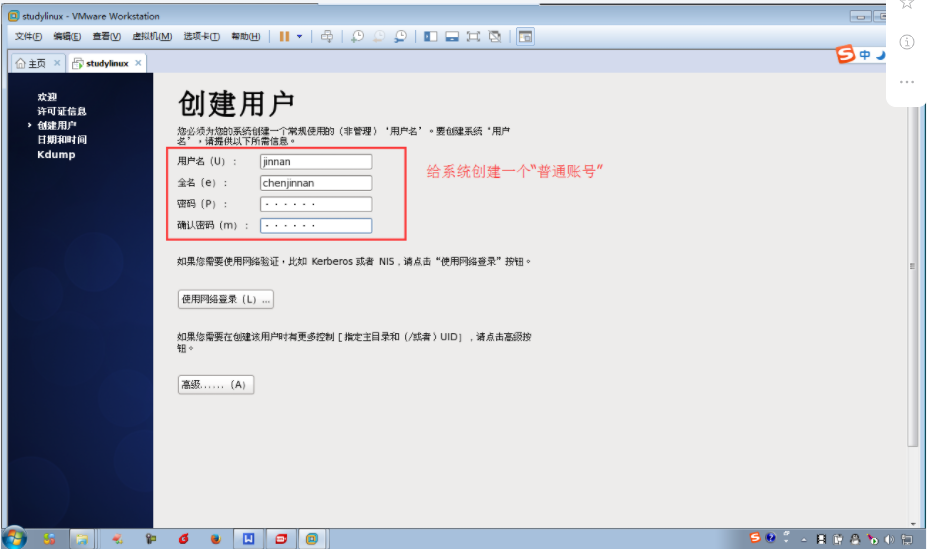 studylinux - VMware Workstation
文件(F) 编辑(E) 查看(V) 虚拟机(M) 选项卡(T) 帮助(H)
主页 × studylinux ×
中
欢迎
许可证信息
› 创建用户
日期和时间
Kdump
创建用户
您必须为您的系统创建一个常规使用的（非管理）‘用户名’。要创建系统‘用户
名’，请提供以下所需信息。
用户名（U）： jinnan
全名（e）： chenjinnan
密码（P）： ······
确认密码（m）： ······
给系统创建一个“普通账号”
如果您需要使用网络验证，比如 Kerberos 或者 NIS，请点击“使用网络登录”按钮。
使用网络登录（L）...
如果您需要在创建该用户时有更多控制［指定主目录和（/或者）UID］，请点击高级按
钮。
高级......（A）